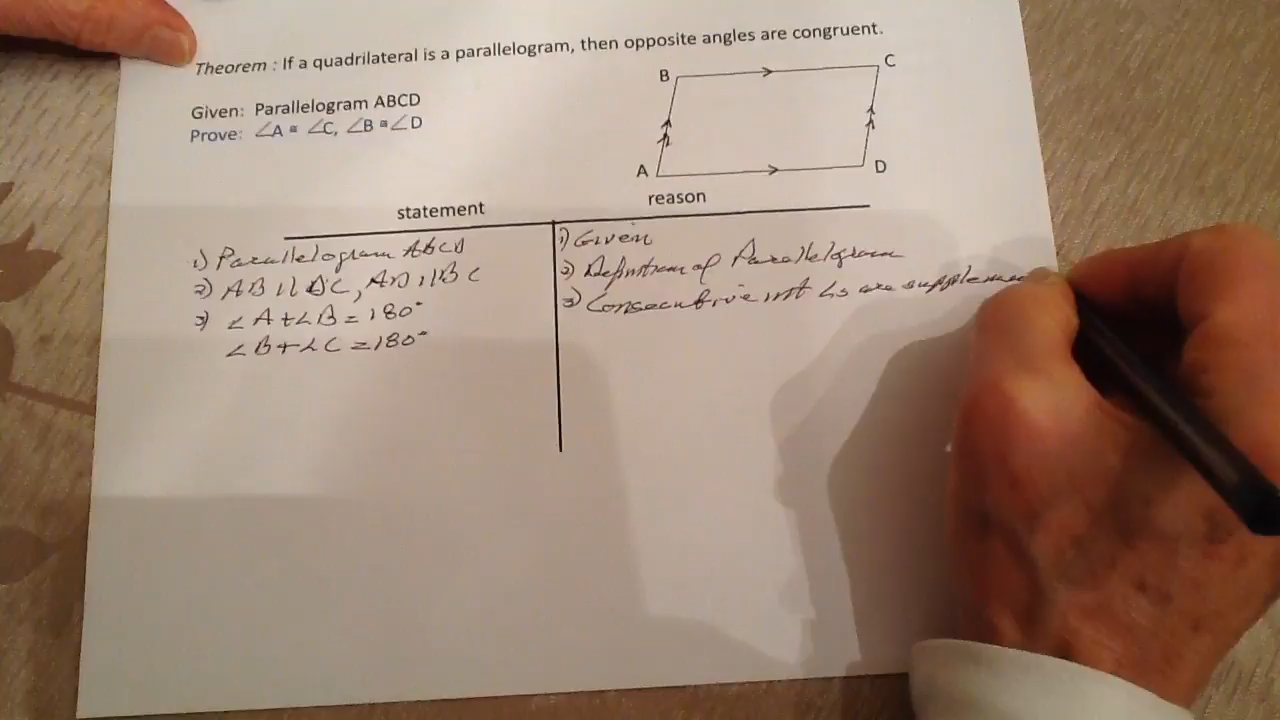 Theorem : If a quadrilateral is a parallelogram, then opposite angles are congruent.
Given: Parallelogram ABCD
Prove: ∠A ≅ ∠C, ∠B ≅ ∠D
B
C
A
D
statement
reason
1) Parallelogram ABCD
1) Given
2) AB || DC, AD || BC
2) Definition of Parallelogram
3) ∠A + ∠B = 180°
3) Consecutive int ∠s are supplemen
∠B + ∠C = 180°